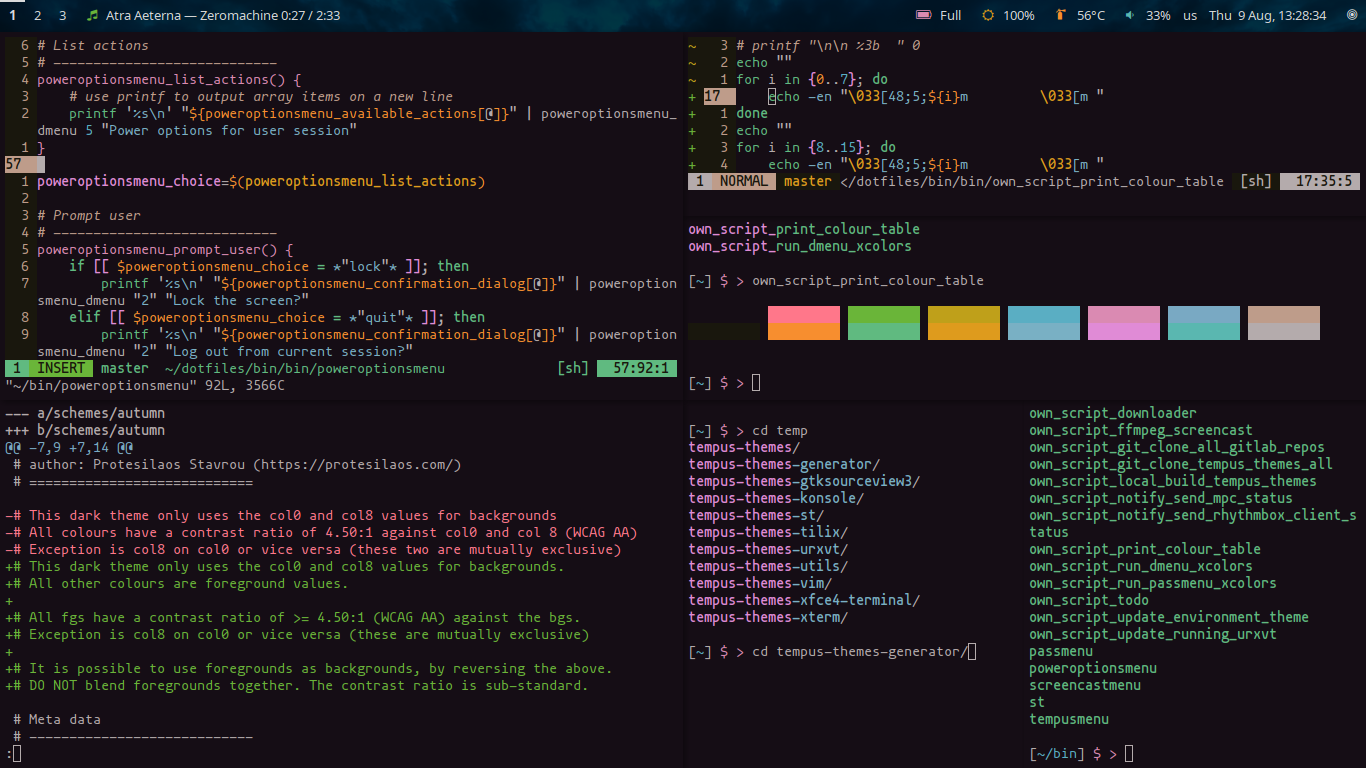 1 2 3 Atra Aeterna — Zeromachine 0:27 / 2:33 Full 100% 56°C 33% us Thu 9 Aug, 13:28:34
6 # List actions
5 # ----------------------------
4 poweroptionsmenu_list_actions() {
3     # use printf to output array items on a new line
2     printf '%s\n' "${poweroptionsmenu_available_actions[@]}" | poweroptionsmenu_
dmenu 5 "Power options for user session"
1 }
57
1 poweroptionsmenu_choice=$(poweroptionsmenu_list_actions)
2
3 # Prompt user
4 # ----------------------------
5 poweroptionsmenu_prompt_user() {
6     if [[ $poweroptionsmenu_choice = *"lock"* ]]; then
7         printf '%s\n' "${poweroptionsmenu_confirmation_dialog[@]}" | poweroption
smenu_dmenu "2" "Lock the screen?"
8     elif [[ $poweroptionsmenu_choice = *"quit"* ]]; then
9         printf '%s\n' "${poweroptionsmenu_confirmation_dialog[@]}" | poweroption
smenu_dmenu "2" "Log out from current session?"
1 INSERT master ~/dotfiles/bin/bin/poweroptionsmenu [sh] 57:92:1
"~/bin/poweroptionsmenu" 92L, 3566C
~ 3 # printf "\n\n %3b  " 0
~ 2 echo ""
~ 1 for i in {0..7}; do
+ 17     echo -en "\033[48;5;${i}m         \033[m "
+ 1 done
+ 2 echo ""
+ 3 for i in {8..15}; do
+ 4     echo -en "\033[48;5;${i}m         \033[m "
1 NORMAL master </dotfiles/bin/bin/own_script_print_colour_table [sh] 17:35:5
own_script_print_colour_table
own_script_run_dmenu_xcolors
[~] $ > own_script_print_colour_table
[~] $ >
--- a/schemes/autumn
+++ b/schemes/autumn
@@ -7,9 +7,14 @@
 # author: Protesilaos Stavrou (https://protesilaos.com/)
 # ============================
-# This dark theme only uses the col0 and col8 values for backgrounds
-# All colours have a contrast ratio of 4.50:1 against col0 and col 8 (WCAG AA)
-# Exception is col8 on col0 or vice versa (these two are mutually exclusive)
+# This dark theme only uses the col0 and col8 values for backgrounds.
+# All other colours are foreground values.
+
+# All fgs have a contrast ratio of >= 4.50:1 (WCAG AA) against the bgs.
+# Exception is col8 on col0 or vice versa (these are mutually exclusive)
+
+# It is possible to use foregrounds as backgrounds, by reversing the above.
+# DO NOT blend foregrounds together. The contrast ratio is sub-standard.
 # Meta data
 # ----------------------------
:
[~] $ > cd temp
tempus-themes/
tempus-themes-generator/
tempus-themes-gtksourceview3/
tempus-themes-konsole/
tempus-themes-st/
tempus-themes-tilix/
tempus-themes-urxvt/
tempus-themes-utils/
tempus-themes-vim/
tempus-themes-xfce4-terminal/
tempus-themes-xterm/
[~] $ > cd tempus-themes-generator/
own_script_downloader
own_script_ffmpeg_screencast
own_script_git_clone_all_gitlab_repos
own_script_git_clone_tempus_themes_all
own_script_local_build_tempus_themes
own_script_notify_send_mpc_status
own_script_notify_send_rhythmbox_client_s
tatus
own_script_print_colour_table
own_script_run_dmenu_xcolors
own_script_run_passmenu_xcolors
own_script_todo
own_script_update_environment_theme
own_script_update_running_urxvt
passmenu
poweroptionsmenu
screencastmenu
st
tempusmenu
[~/bin] $ >